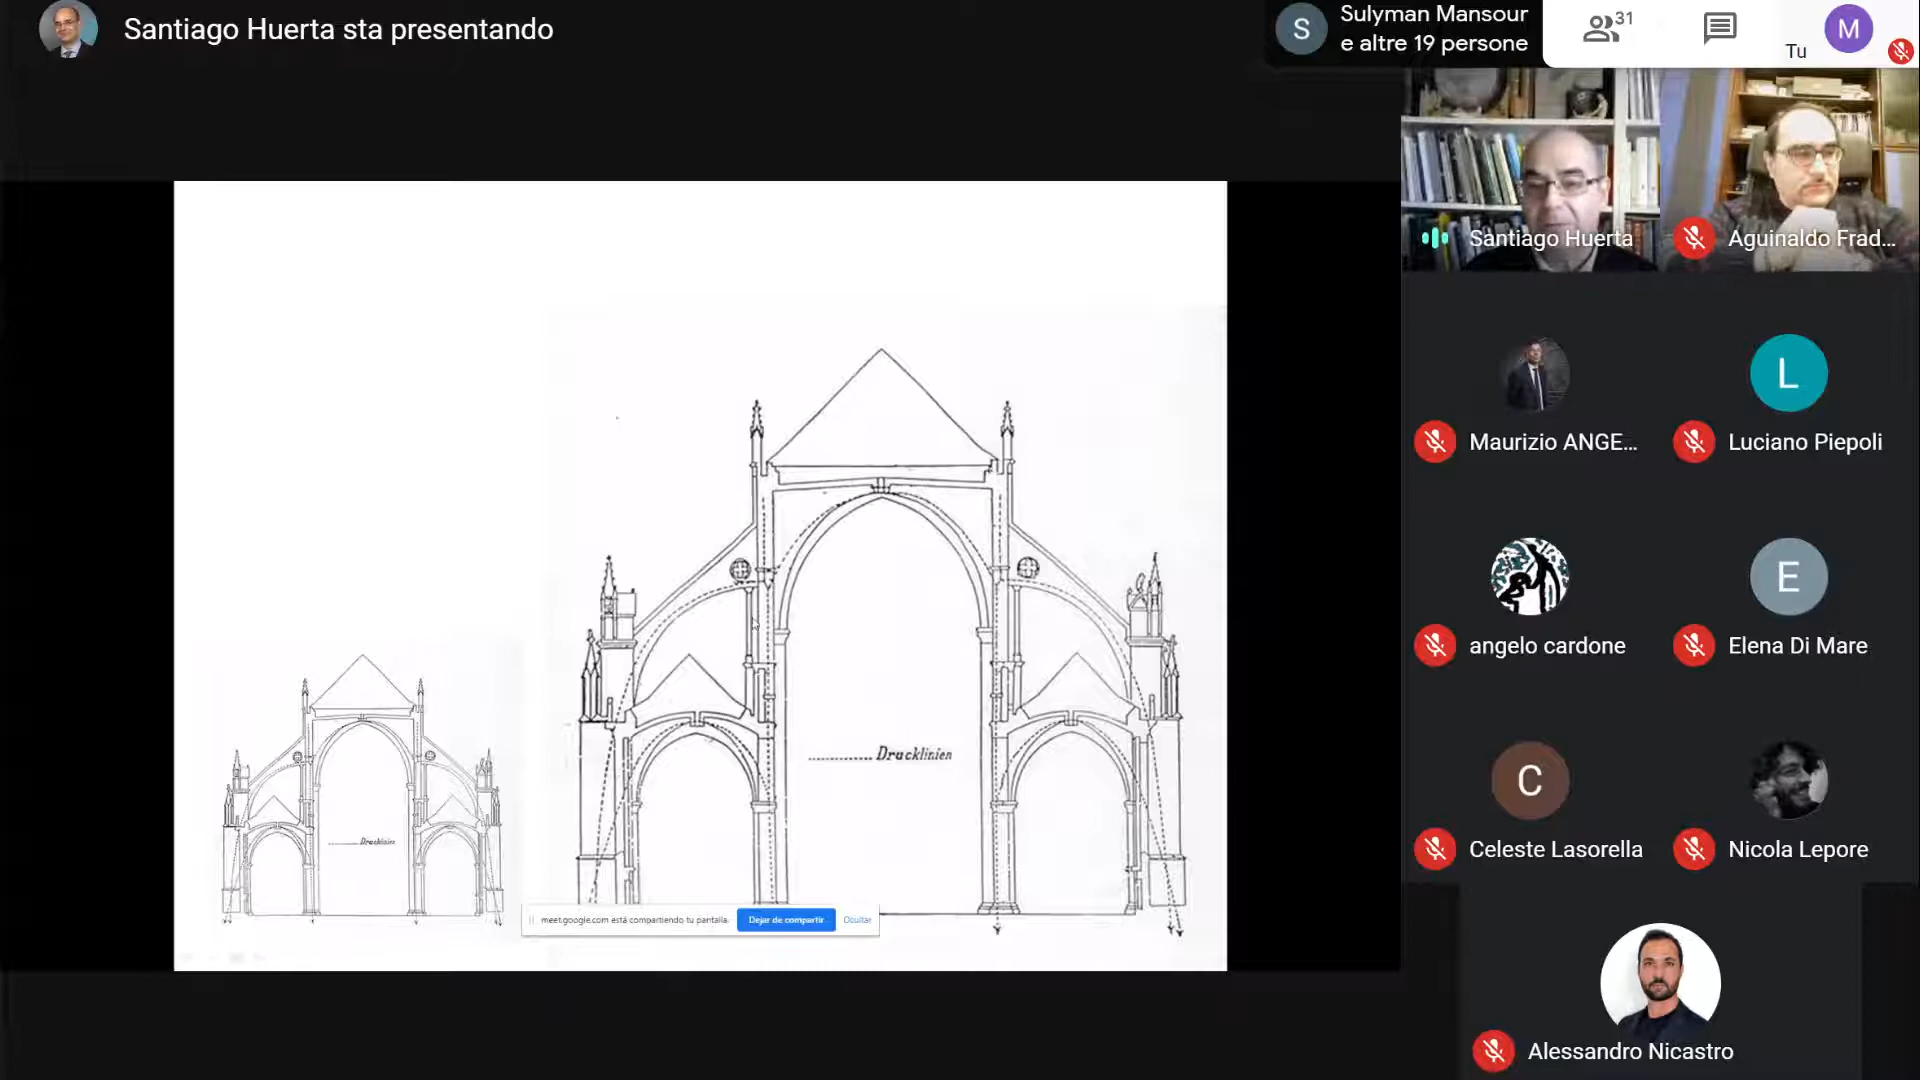 Santiago Huerta sta presentando
S
Sulyman Mansour
e altre 19 persone
31
Tu
M
Santiago Huerta
Aguinaldo Frad...
Maurizio ANGE...
L
Luciano Piepoli
angelo cardone
E
Elena Di Mare
C
Celeste Lasorella
Nicola Lepore
Alessandro Nicastro
Drucklinien
Drucklinien
meet.google.com está compartiendo tu pantalla.
Dejar de compartir
Ocultar